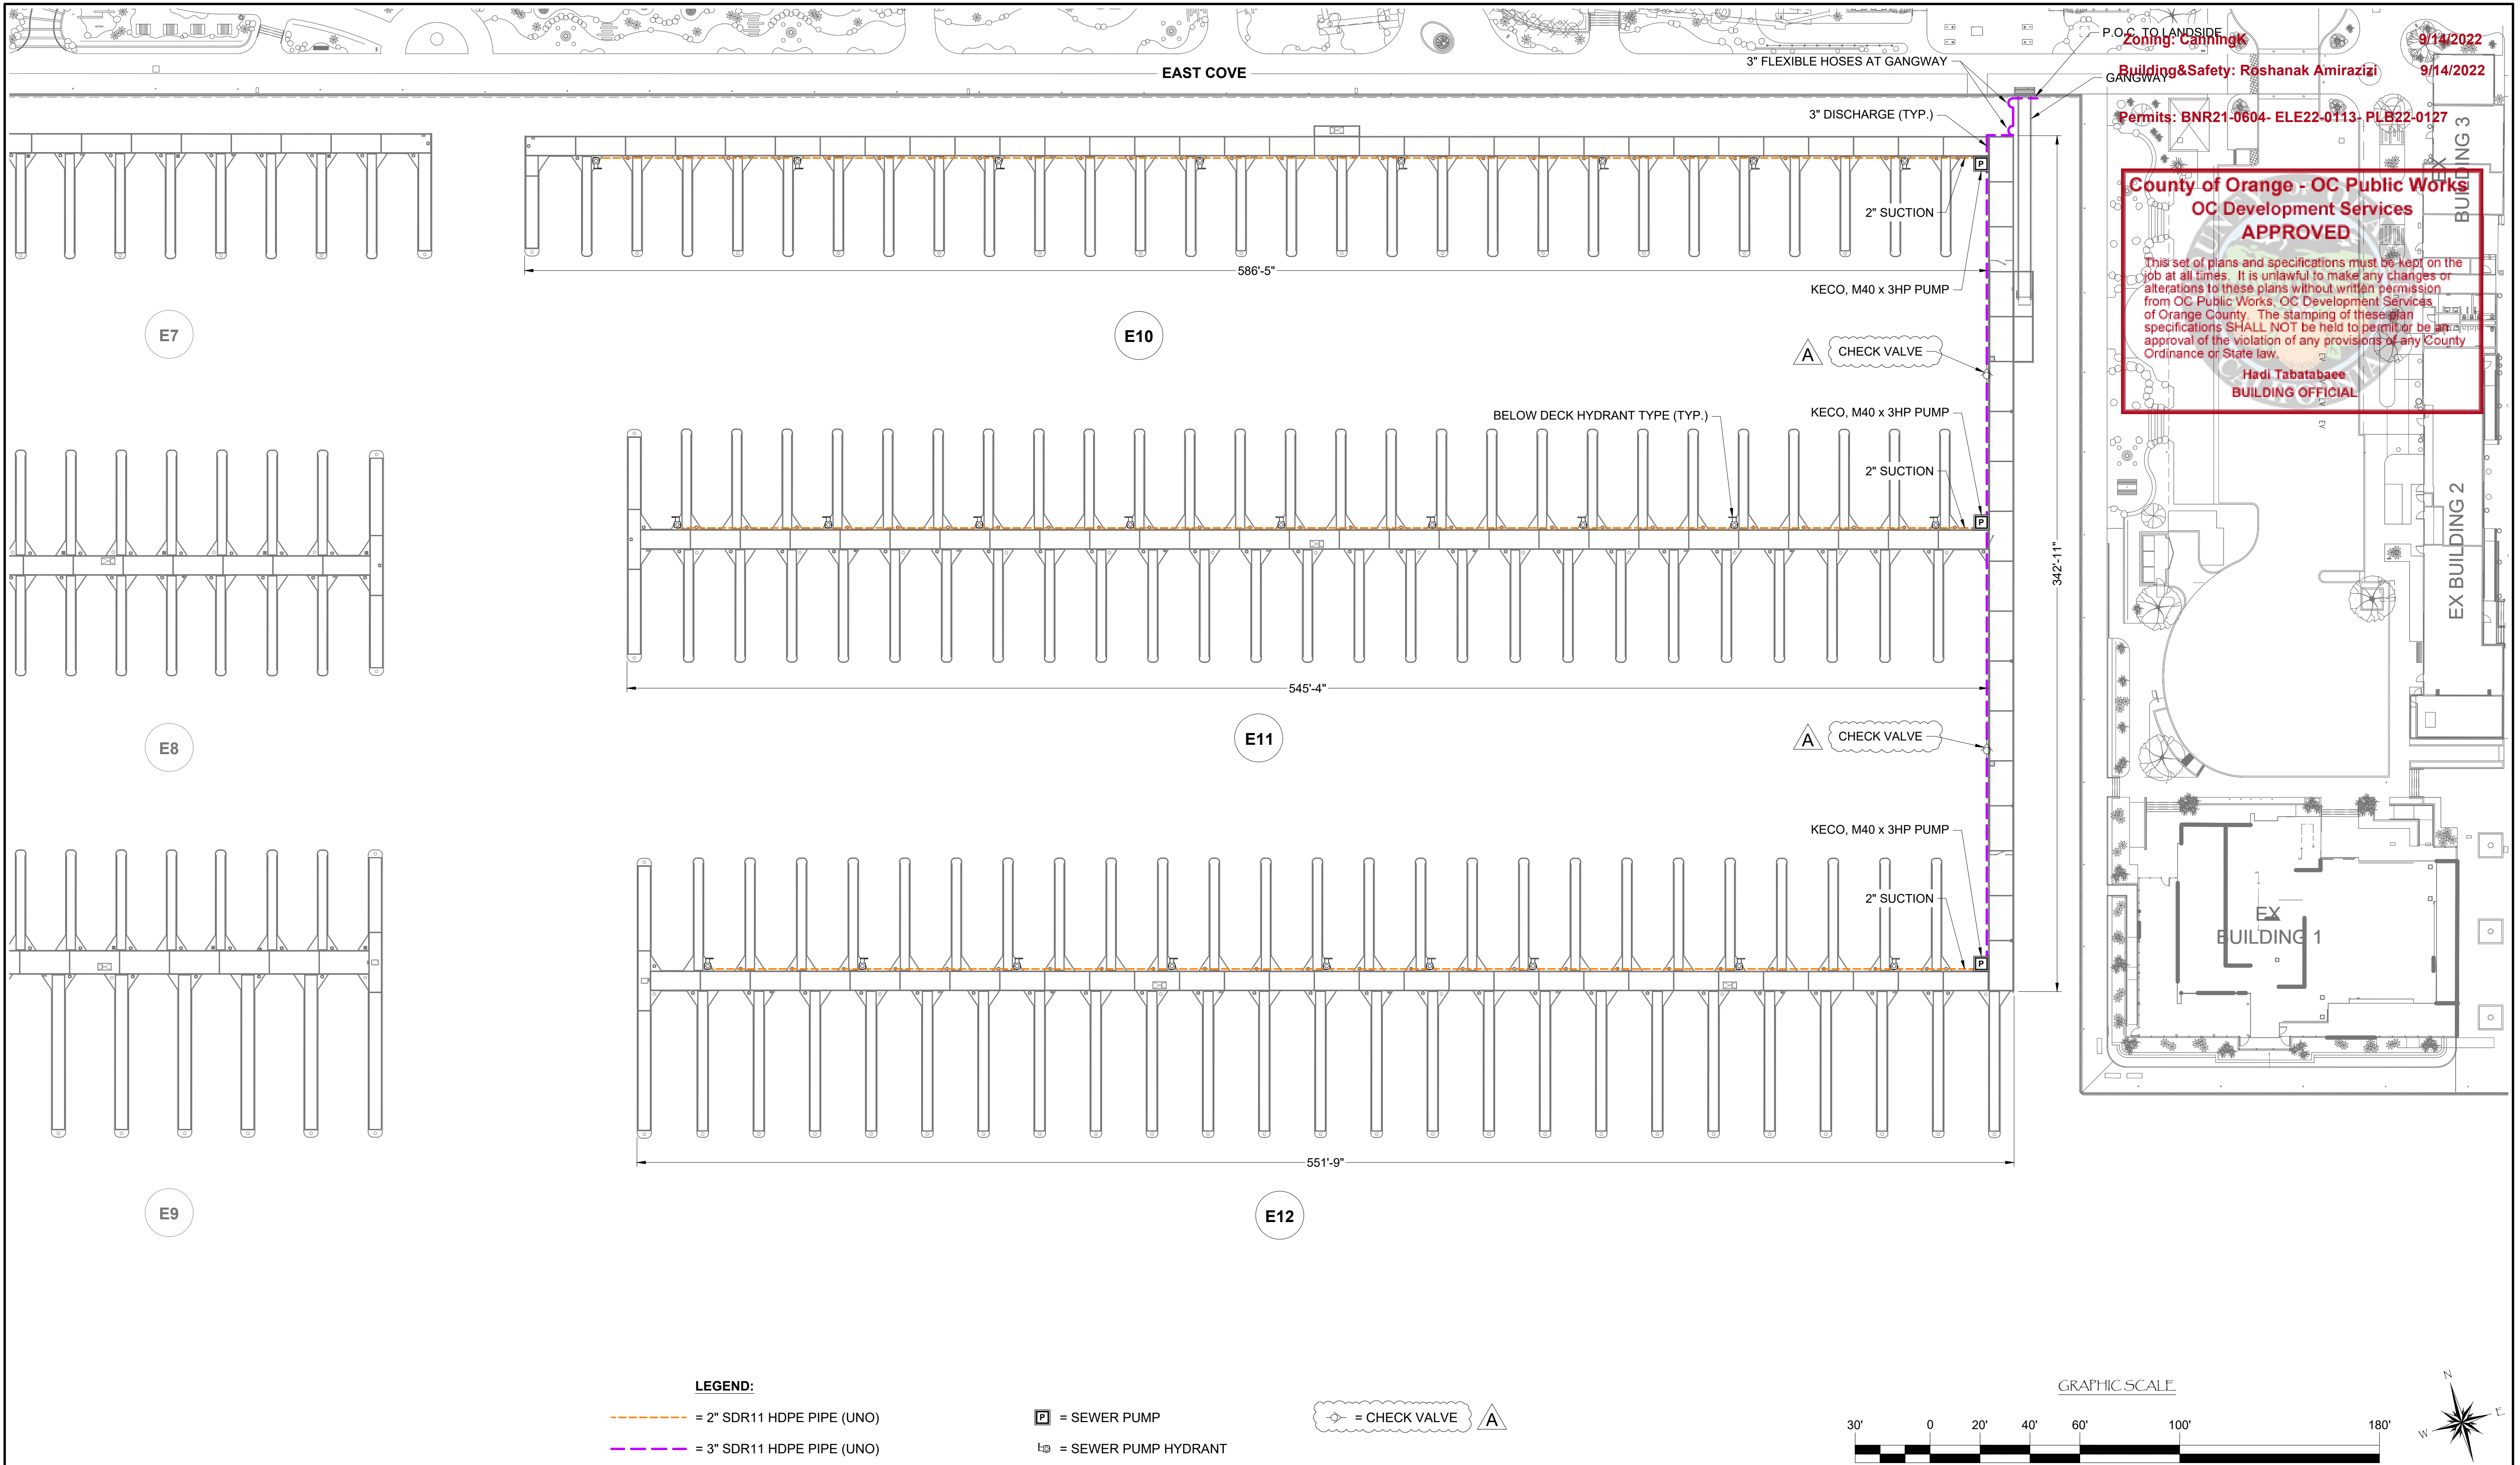 P.O.C. TO LANDSIDE
Zoning: CanningK 9/14/2022
3" FLEXIBLE HOSES AT GANGWAY
EAST COVE
GANGWAY
Building&Safety: Roshanak Amirazizi 9/14/2022
3" DISCHARGE (TYP.)
Permits: BNR21-0604- ELE22-0113- PLB22-0127
EX
BUILDING 3
P
County of Orange - OC Public Works
OC Development Services
APPROVED
This set of plans and specifications must be kept on the
job at all times. It is unlawful to make any changes or
alterations to these plans without written permission
from OC Public Works, OC Development Services
of Orange County. The stamping of these plan
specifications SHALL NOT be held to permit or be an
approval of the violation of any provisions of any County
Ordinance or State law.
Hadi Tabatabaee
BUILDING OFFICIAL
2" SUCTION
586'-5"
KECO, M40 x 3HP PUMP
E7
E10
A
CHECK VALVE
EV
EV
EV
BELOW DECK HYDRANT TYPE (TYP.)
KECO, M40 x 3HP PUMP
2" SUCTION
P
342'-11"
EX BUILDING 2
545'-4"
E8
E11
A
CHECK VALVE
KECO, M40 x 3HP PUMP
2" SUCTION
P
EX
BUILDING 1
551'-9"
E9
E12
LEGEND:
= 2" SDR11 HDPE PIPE (UNO)
= 3" SDR11 HDPE PIPE (UNO)
P = SEWER PUMP
= SEWER PUMP HYDRANT
= CHECK VALVE
A
GRAPHIC SCALE
30' 0 20' 40' 60' 100' 180'
N
E
W